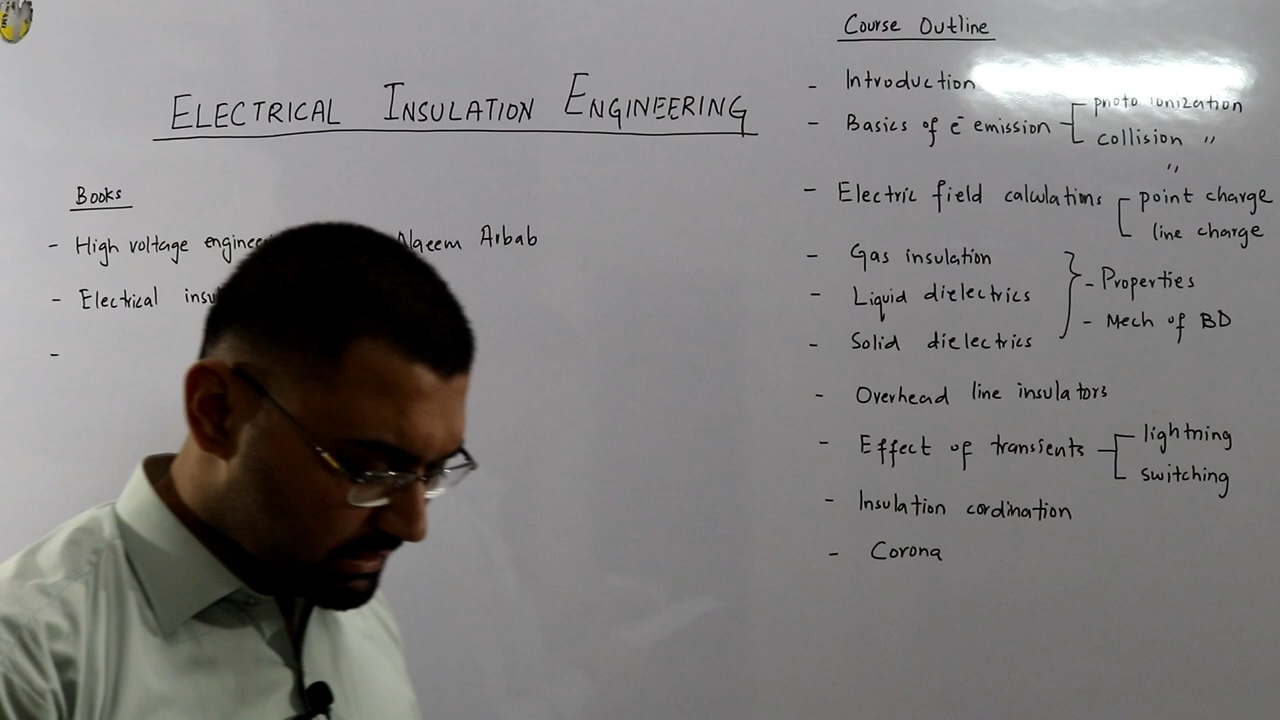 ELECTRICAL INSULATION ENGINEERING
Books
- High voltage enginee Naeem Arbab
- Electrical insu
-
Course Outline
- Introduction
- Basics of e⁻ emission
photo ionization
collision "
"
- Electric field calculations
point charge
line charge
- Gas insulation
- Liquid dielectrics
- Solid dielectrics
- Properties
- Mech of BD
- Overhead line insulators
- Effect of transients
lightning
switching
- Insulation cordination
- Corona